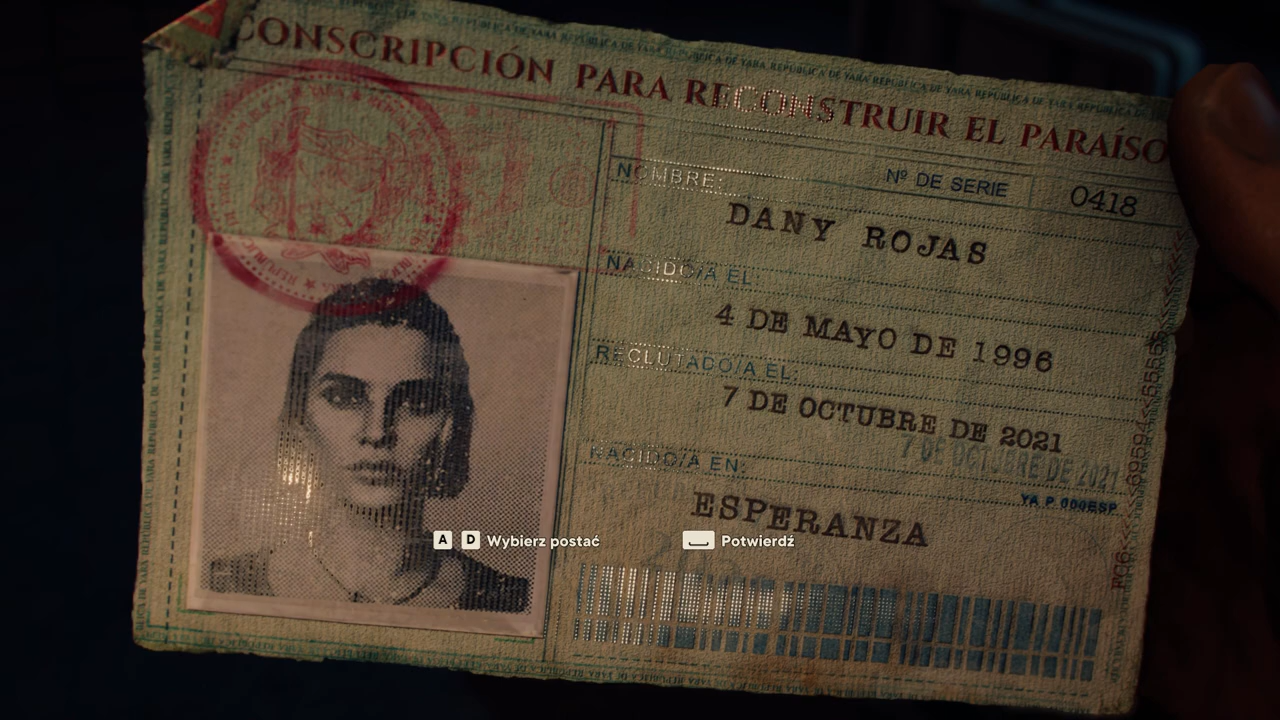 CONSCRIPCIÓN PARA RECONSTRUIR EL PARAÍSO
NOMBRE:
Nº DE SERIE
0418
DANY ROJAS
NACIDO/A EL:
4 DE MAYO DE 1996
RECLUTADO/A EL:
7 DE OCTUBRE DE 2021
7 DE OCTUBRE DE 2021
NACIDO/A EN:
YA P 000ESP
ESPERANZA
A D Wybierz postać
Potwierdź